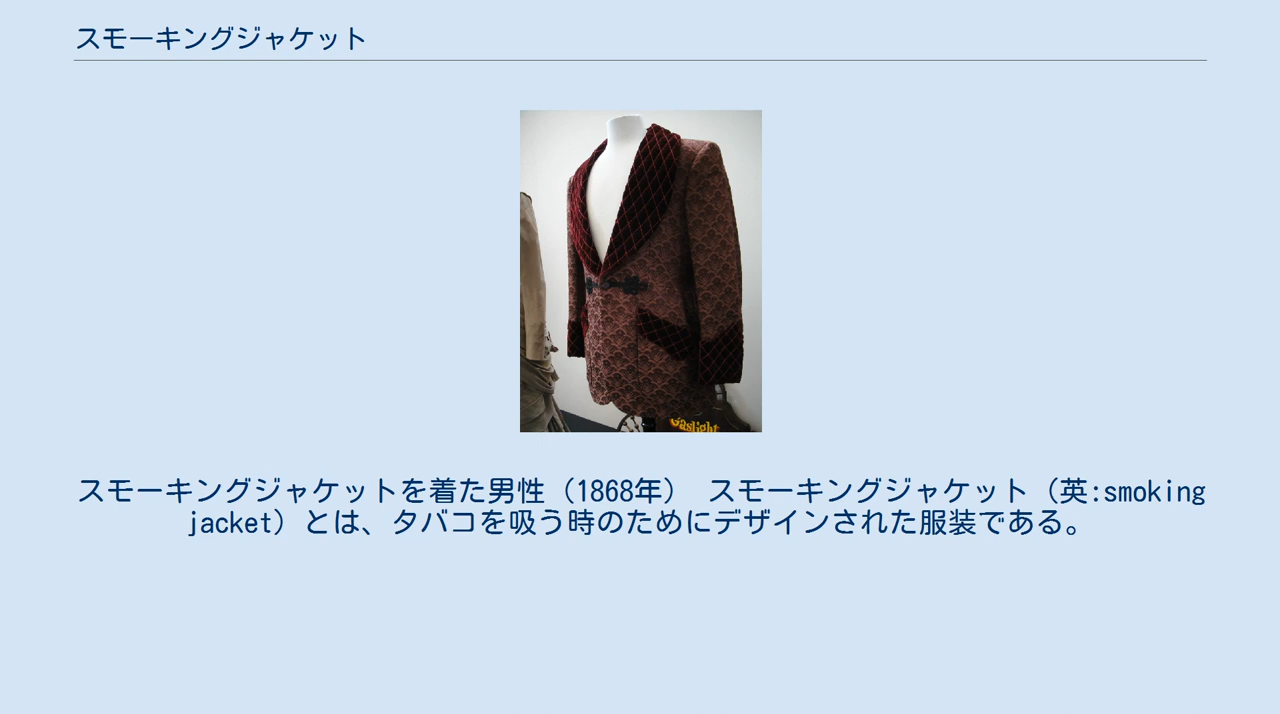 スモーキングジャケット
Gaslight
スモーキングジャケットを着た男性（1868年） スモーキングジャケット（英:smoking
jacket）とは、タバコを吸う時のためにデザインされた服装である。